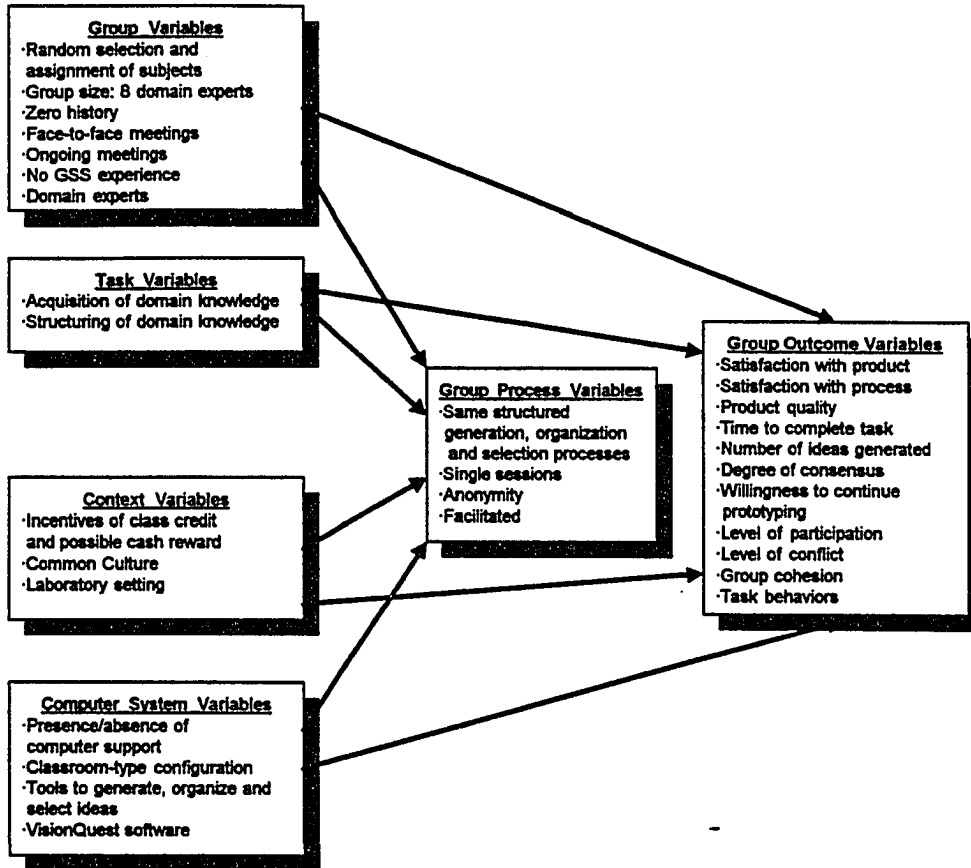 Group Variables
·Random selection and
assignment of subjects
·Group size: 8 domain experts
·Zero history
·Face-to-face meetings
·Ongoing meetings
·No GSS experience
·Domain experts
Task Variables
·Acquisition of domain knowledge
·Structuring of domain knowledge
Context Variables
·Incentives of class credit
and possible cash reward
·Common Culture
·Laboratory setting
Computer System Variables
·Presence/absence of
computer support
·Classroom-type configuration
·Tools to generate, organize and
select ideas
·VisionQuest software
Group Process Variables
·Same structured
generation, organization
and selection processes
·Single sessions
·Anonymity
·Facilitated
Group Outcome Variables
·Satisfaction with product
·Satisfaction with process
·Product quality
·Time to complete task
·Number of ideas generated
·Degree of consensus
·Willingness to continue
prototyping
·Level of participation
·Level of conflict
·Group cohesion
·Task behaviors